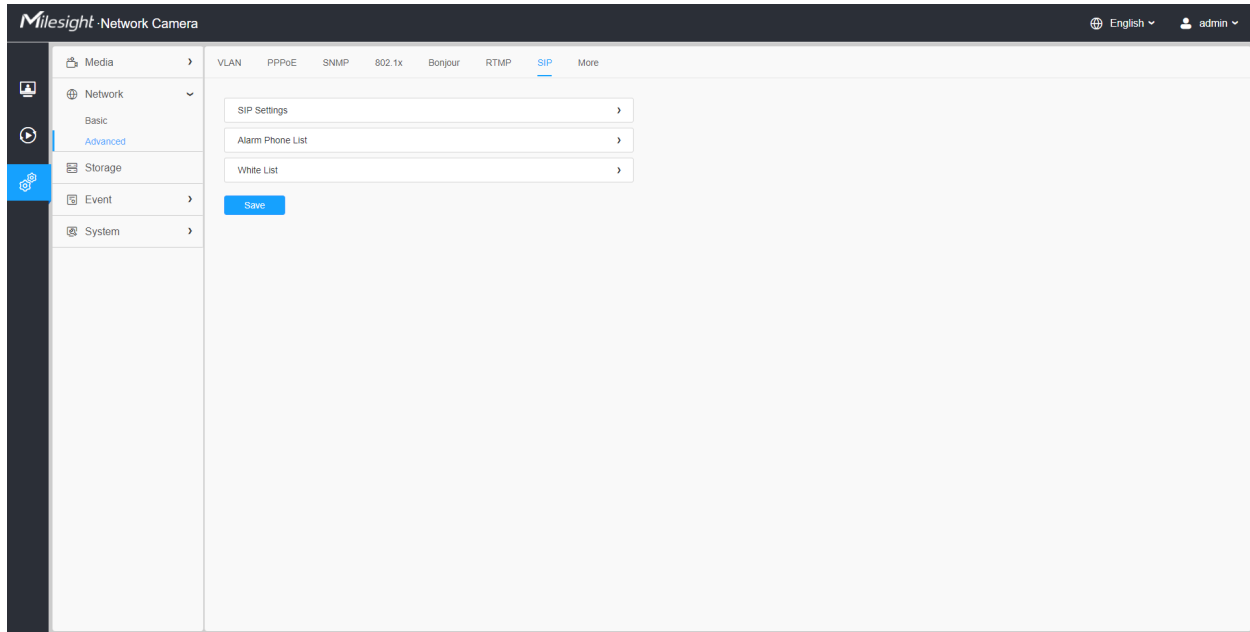 Milesight ·Network Camera
English
admin
Media
VLAN PPPoE SNMP 802.1x Bonjour RTMP SIP More
Network
Basic
Advanced
Storage
Event
System
SIP Settings
Alarm Phone List
White List
Save